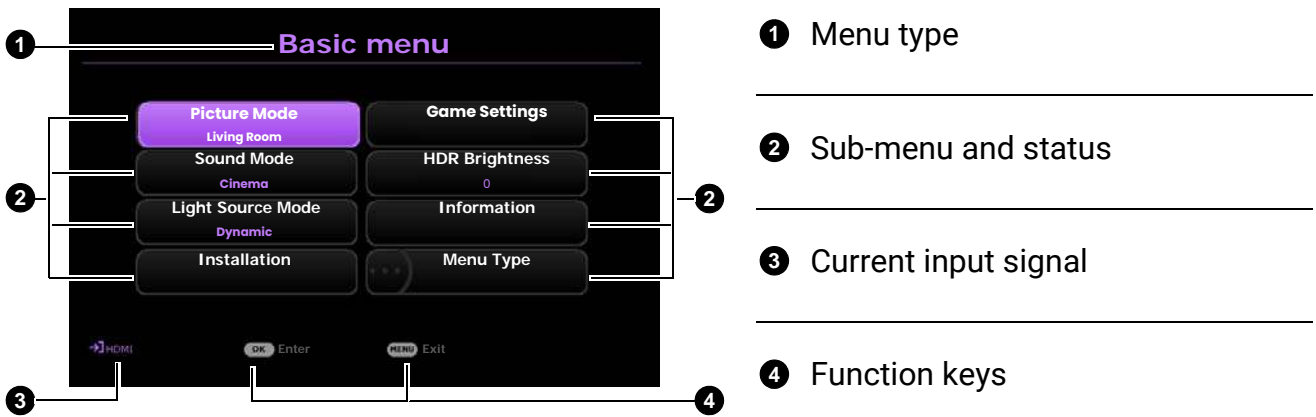 Basic menu
Picture Mode
Living Room
Game Settings
Sound Mode
Cinema
HDR Brightness
0
Light Source Mode
Dynamic
Information
Installation
Menu Type
HDMI
OK Enter
MENU Exit
1
2
2
3
4
1 Menu type
2 Sub-menu and status
3 Current input signal
4 Function keys